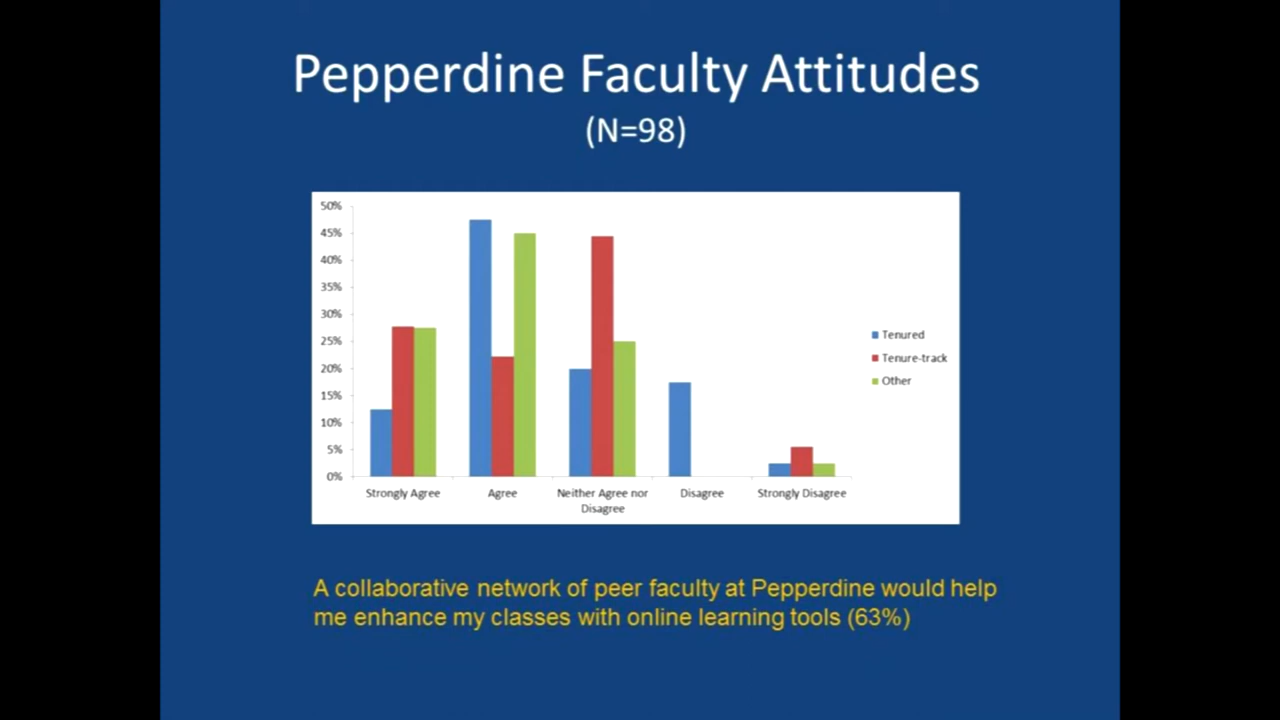 Pepperdine Faculty Attitudes
(N=98)
50%
45%
40%
35%
30%
25%
20%
15%
10%
5%
0%
Strongly Agree
Agree
Neither Agree nor
Disagree
Disagree
Strongly Disagree
Tenured
Tenure-track
Other
A collaborative network of peer faculty at Pepperdine would help
me enhance my classes with online learning tools (63%)